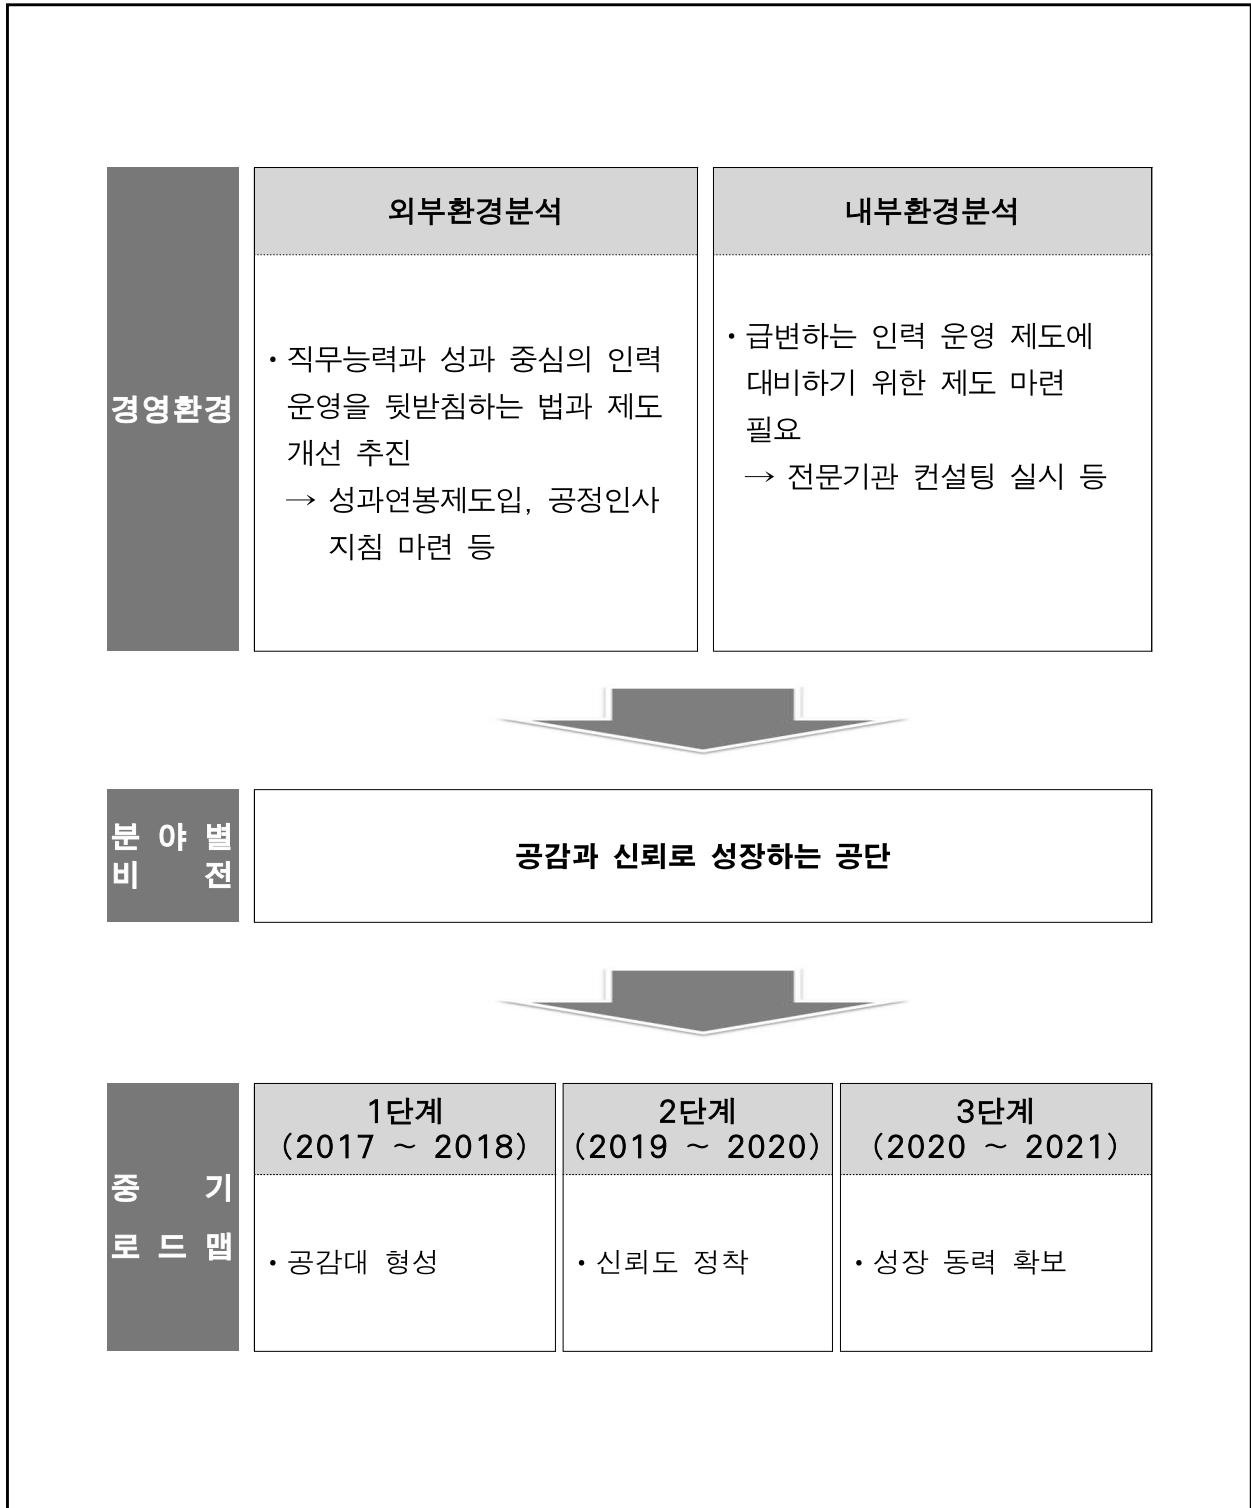 경영환경
외부환경분석
• 직무능력과 성과 중심의 인력
운영을 뒷받침하는 법과 제도
개선 추진
→ 성과연봉제도입, 공정인사
지침 마련 등
내부환경분석
• 급변하는 인력 운영 제도에
대비하기 위한 제도 마련
필요
→ 전문기관 컨설팅 실시 등
분 야 별
비 전
공감과 신뢰로 성장하는 공단
중 기
로 드 맵
1단계
(2017 ~ 2018)
• 공감대 형성
2단계
(2019 ~ 2020)
• 신뢰도 정착
3단계
(2020 ~ 2021)
• 성장 동력 확보